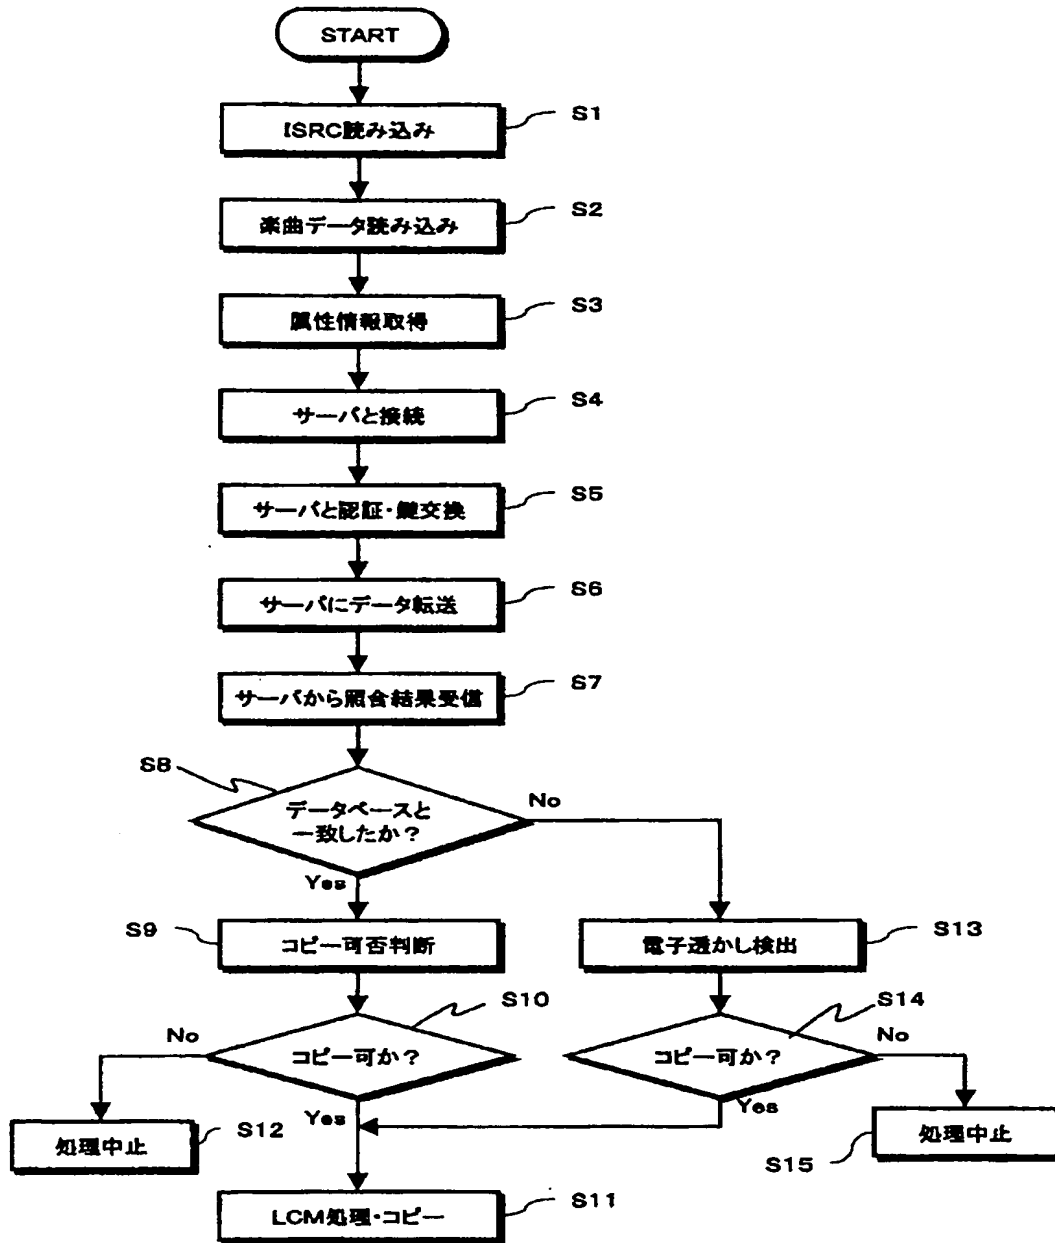 START
ISRC読み込み
S1
楽曲データ読み込み
S2
属性情報取得
S3
サーバと接続
S4
サーバと認証・鍵交換
S5
サーバにデータ転送
S6
サーバから照合結果受信
S7
S8
データベースと
一致したか？
No
Yes
S9
コピー可否判断
電子透かし検出
S13
S10
S14
No
コピー可か？
コピー可か？
No
Yes
Yes
処理中止
S12
処理中止
S15
LCM処理・コピー
S11